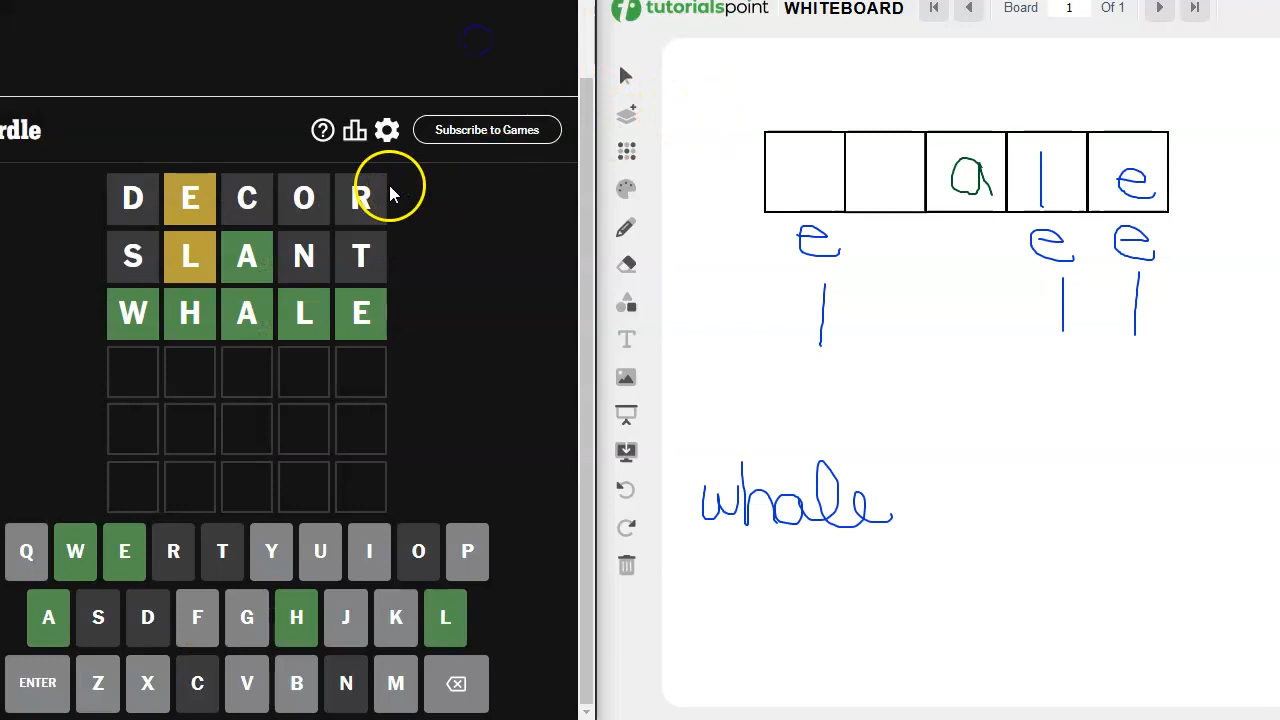 tutorialspoint WHITEBOARD Board 1 Of 1
rdle ? Subscribe to Games
D E C O R
S L A N T
W H A L E
a l e
e e e
l l l
whale
Q W E R T Y U I O P
A S D F G H J K L
ENTER Z X C V B N M